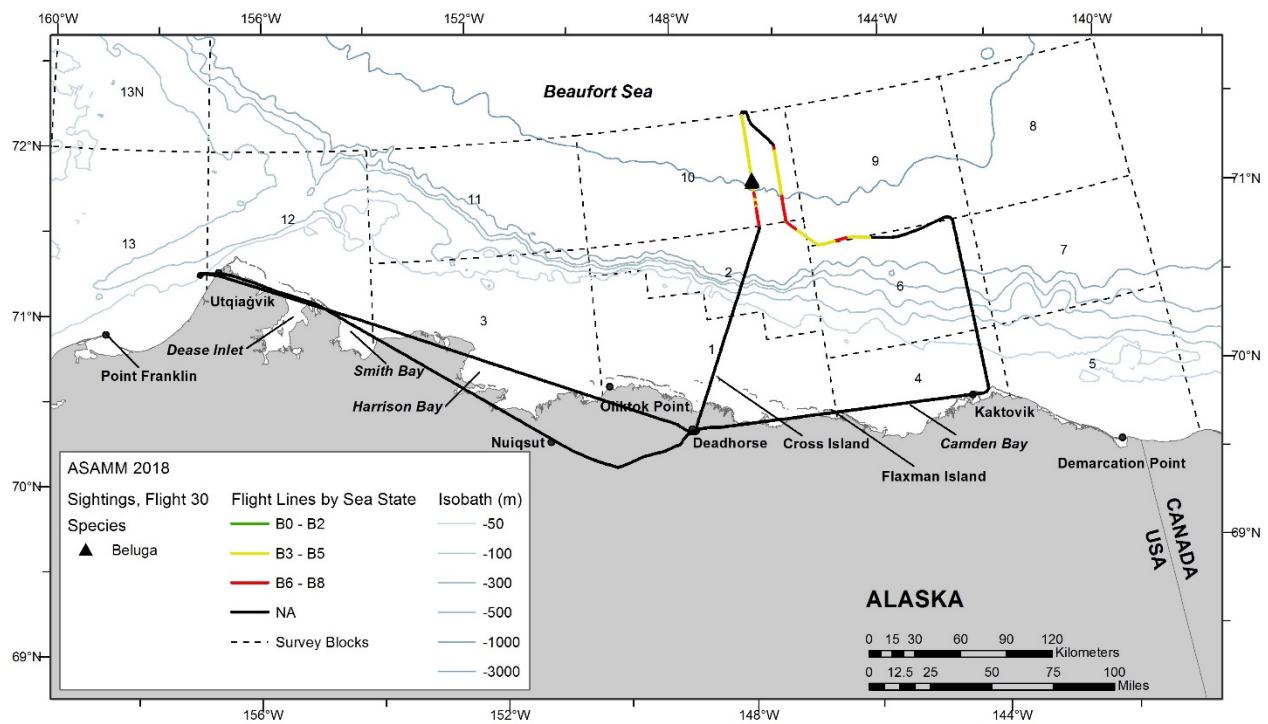 160°W 156°W 152°W 148°W 144°W 140°W
13N
Beaufort Sea
8
72°N
9
71°N
10
11
12
13
7
2
6
Utqiaġvik
71°N
3
70°N
Dease Inlet
1
5
Point Franklin
Smith Bay
4
Harrison Bay
Oliktok Point
Kaktovik
Nuiqsut
Deadhorse
Cross Island
Camden Bay
Demarcation Point
Flaxman Island
ASAMM 2018
Sightings, Flight 30
Species
Beluga
Flight Lines by Sea State
B0 - B2
B3 - B5
B6 - B8
NA
Survey Blocks
Isobath (m)
-50
-100
-300
-500
-1000
-3000
70°N
69°N
CANADA
USA
ALASKA
0 15 30 60 90 120
Kilometers
69°N
0 12.5 25 50 75 100
Miles
156°W 152°W 148°W 144°W